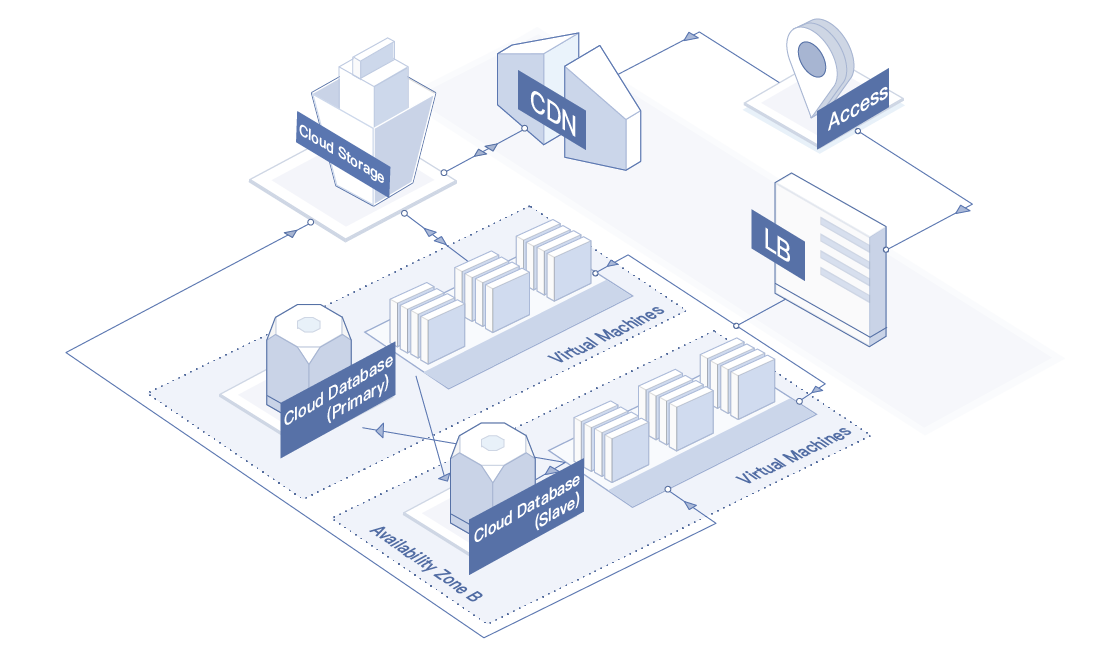 CDN
Access
Cloud Storage
LB
Virtual Machines
Cloud Database
(Primary)
Virtual Machines
Cloud Database
(Slave)
Availability Zone B